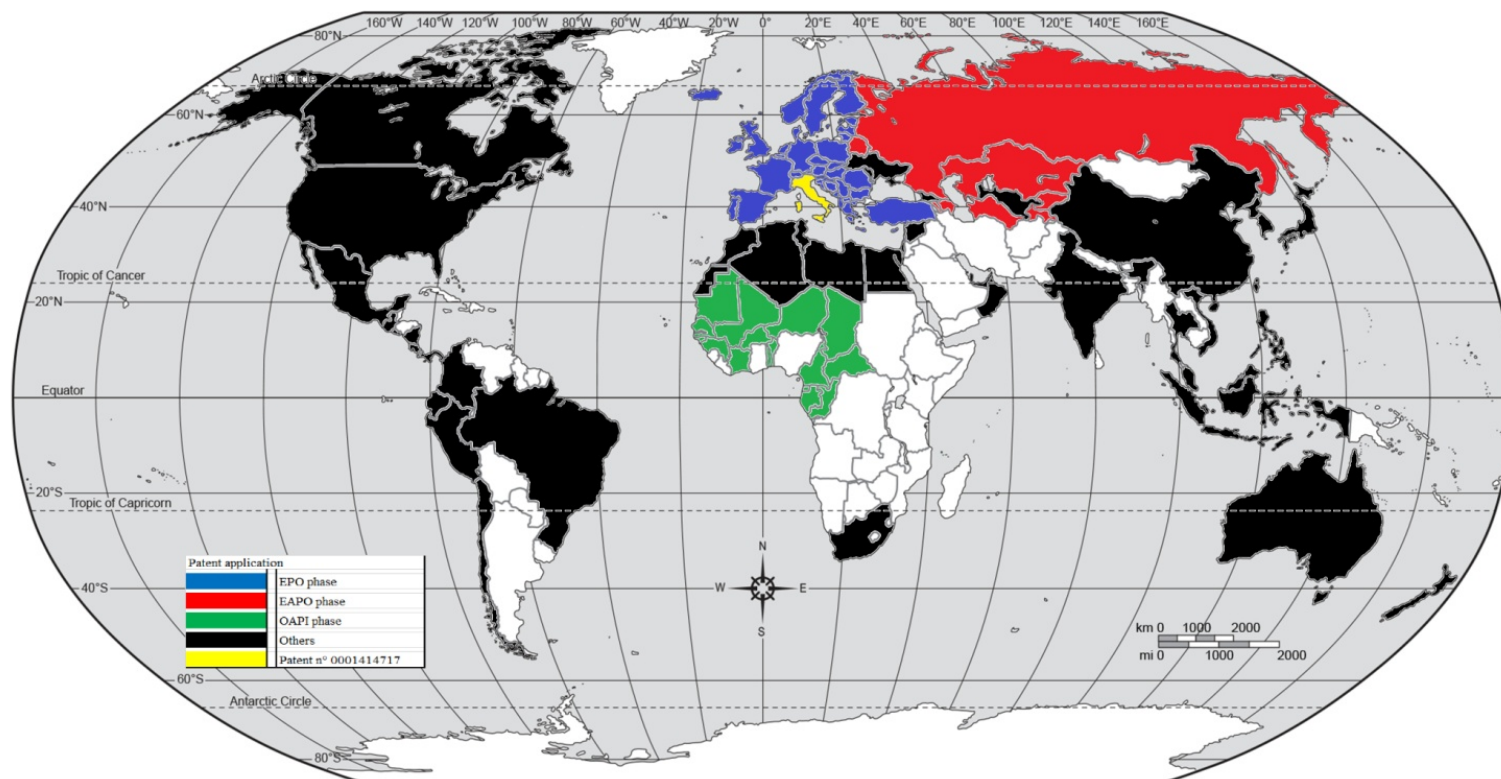 160°W 140°W 120°W 100°W 80°W 60°W 40°W 20°W 0° 20°E 40°E 60°E 80°E 100°E 120°E 140°E 160°E
80°N
Arctic Circle
60°N
40°N
Tropic of Cancer
20°N
Equator
20°S
Tropic of Capricorn
Patent application
EPO phase
EAPO phase
OAPI phase
Others
Patent n° 0001414717
40°S
N
W E
S
km 0 1000 2000
mi 0 1000 2000
60°S
Antarctic Circle
80°S